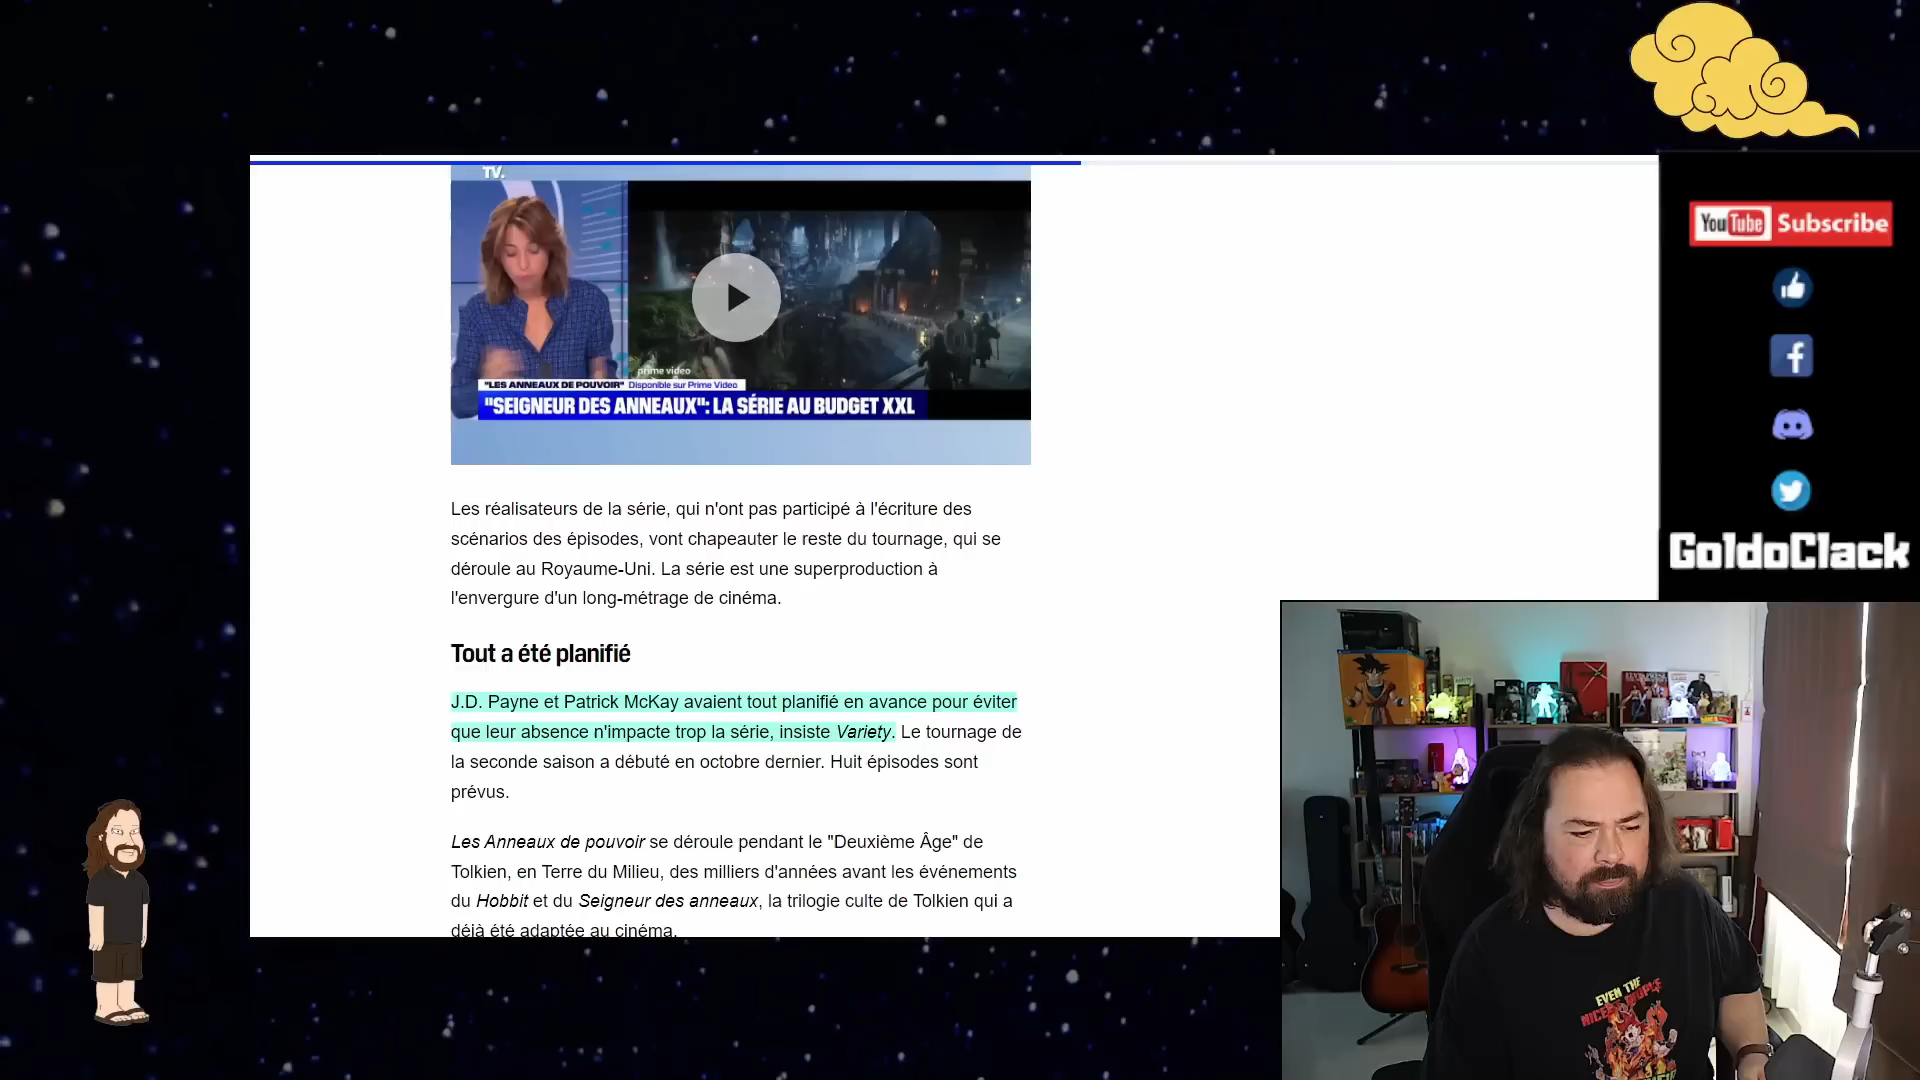 TV.
prime video
"LES ANNEAUX DE POUVOIR" Disponible sur Prime Video
"SEIGNEUR DES ANNEAUX": LA SÉRIE AU BUDGET XXL
Les réalisateurs de la série, qui n'ont pas participé à l'écriture des
scénarios des épisodes, vont chapeauter le reste du tournage, qui se
déroule au Royaume-Uni. La série est une superproduction à
l'envergure d'un long-métrage de cinéma.
Tout a été planifié
J.D. Payne et Patrick McKay avaient tout planifié en avance pour éviter
que leur absence n'impacte trop la série, insiste Variety. Le tournage de
la seconde saison a débuté en octobre dernier. Huit épisodes sont
prévus.
Les Anneaux de pouvoir se déroule pendant le "Deuxième Âge" de
Tolkien, en Terre du Milieu, des milliers d'années avant les événements
du Hobbit et du Seigneur des anneaux, la trilogie culte de Tolkien qui a
déjà été adaptée au cinéma.
YouTube Subscribe
GoldoClack
EVEN THE
NICEST PEOPLE